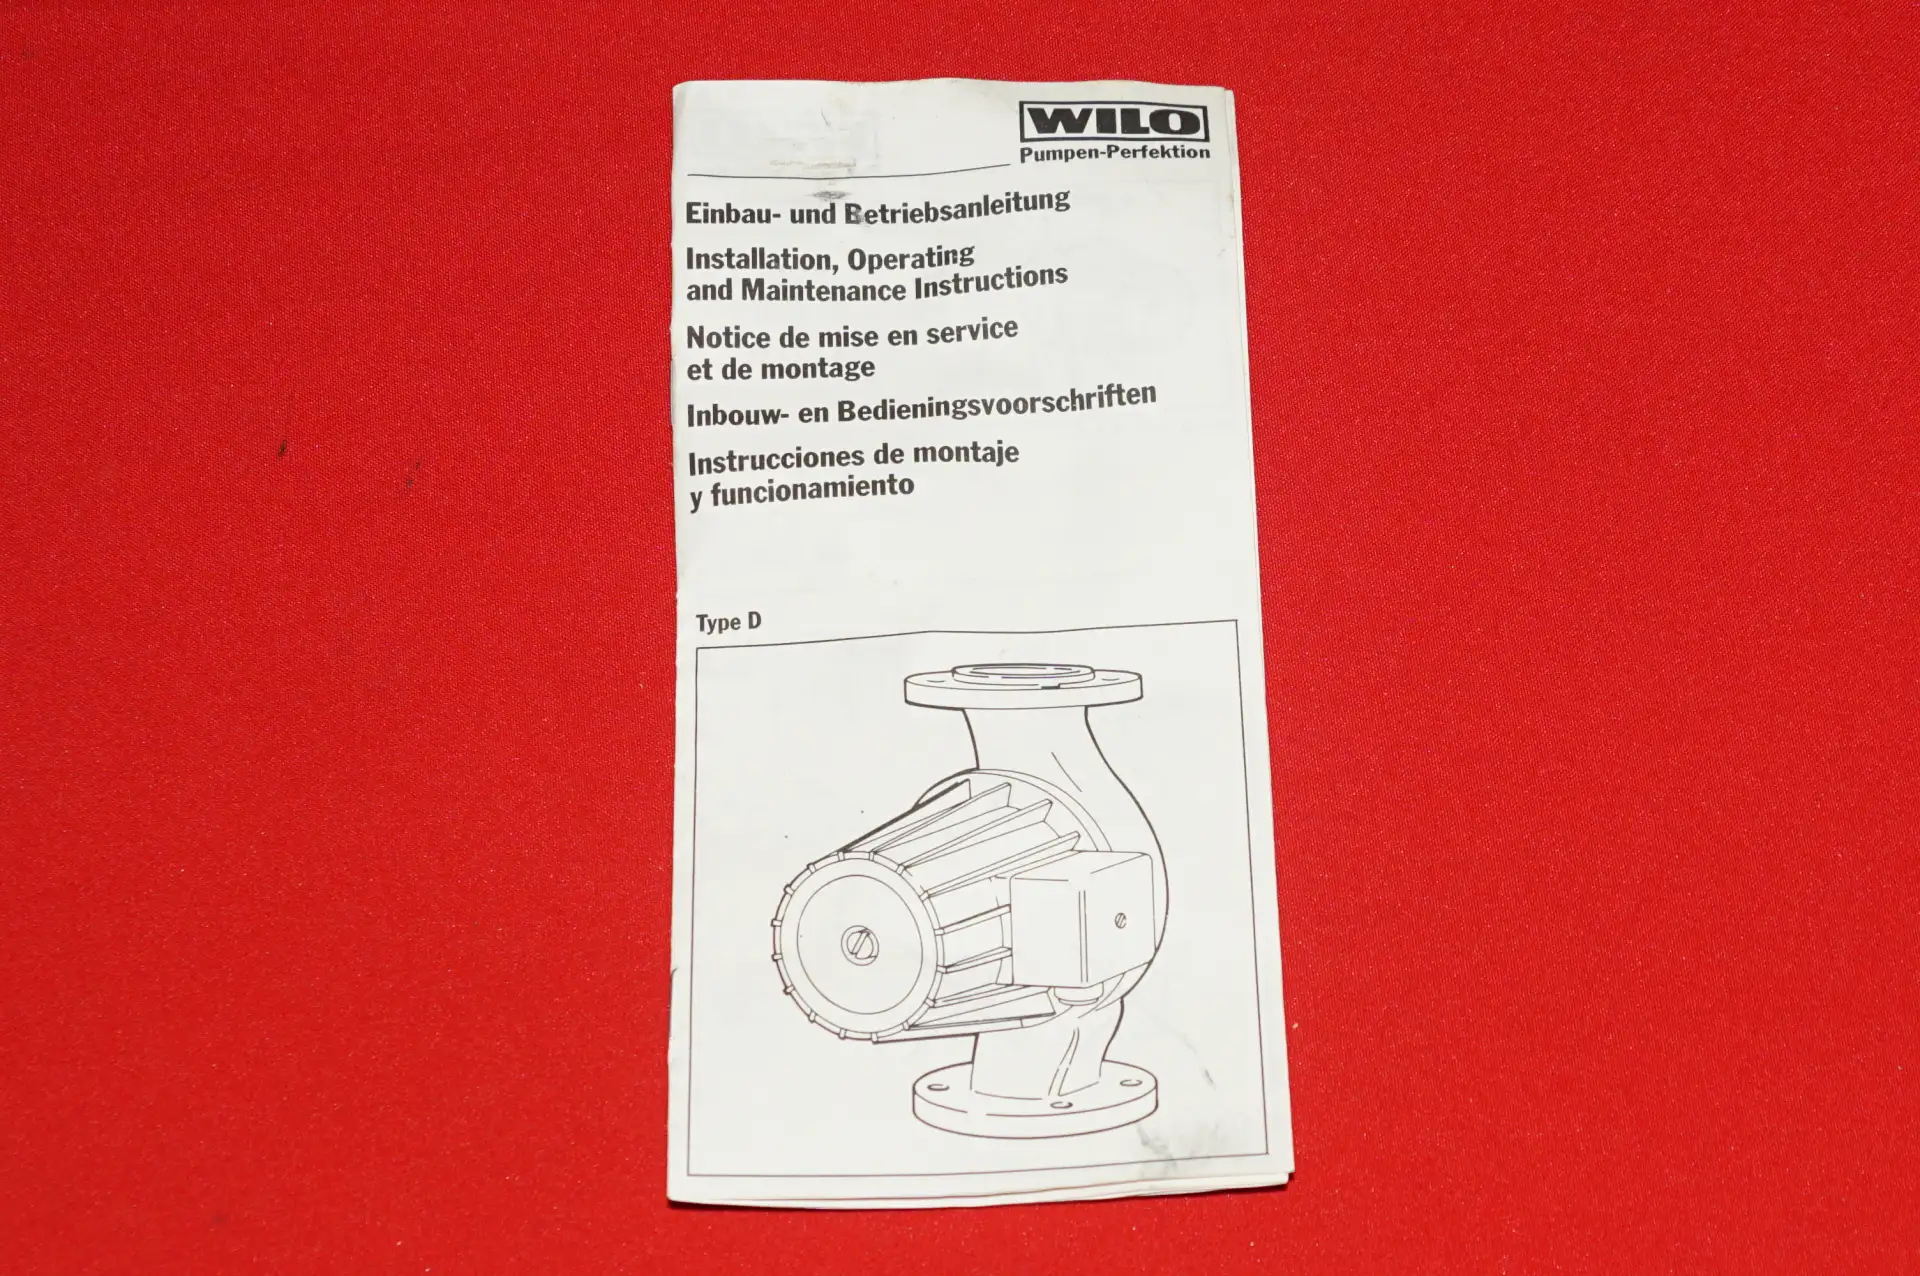 WILO
Pumpen-Perfektion
Einbau- und Betriebsanleitung
Installation, Operating
and Maintenance Instructions
Notice de mise en service
et de montage
Inbouw- en Bedieningsvoorschriften
Instrucciones de montaje
y funcionamiento
Type D